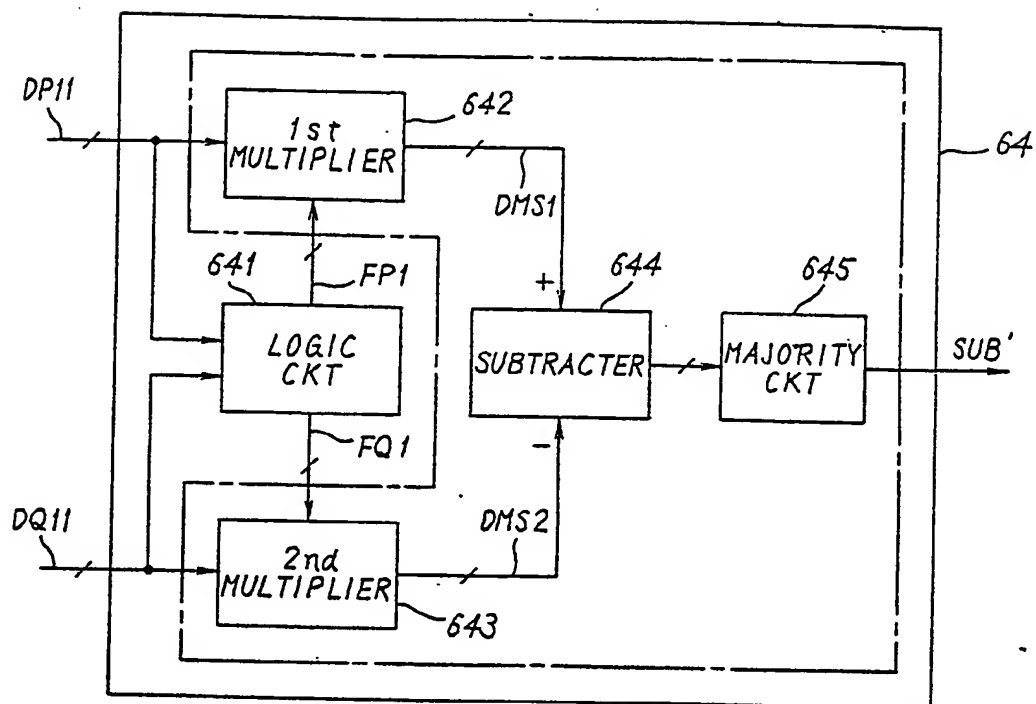 DP11
1st
MULTIPLIER
642
64
DMS1
641
FP1
LOGIC
CKT
+
644
SUBTRACTER
645
MAJORITY
CKT
SUB'
FQ1
-
DQ11
2nd
MULTIPLIER
DMS2
643